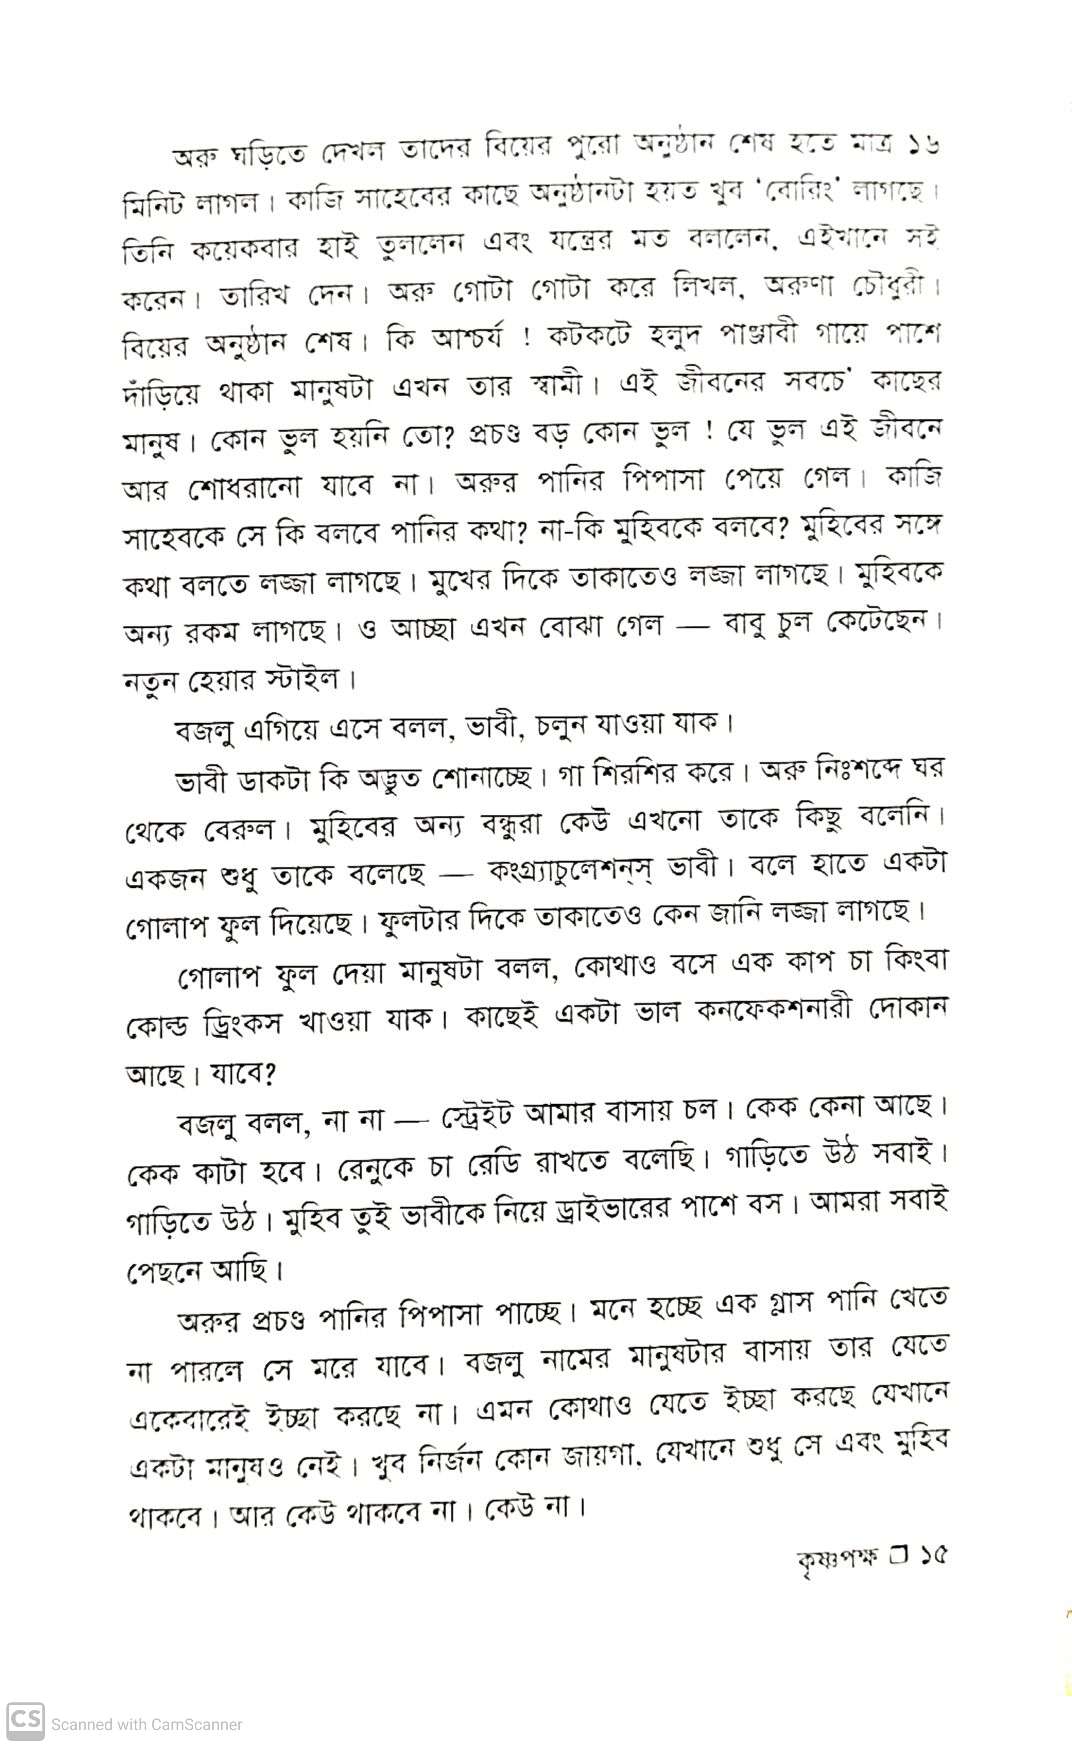 অরু ঘড়িতে দেখল তাদের বিয়ের পুরো অনুষ্ঠান শেষ হতে মাত্র ১৬
মিনিট লাগল। কাজি সাহেবের কাছে অনুষ্ঠানটা হয়ত খুব ‘বোরিং’ লাগছে।
তিনি কয়েকবার হাই তুললেন এবং যন্ত্রের মত বললেন, এইখানে সই
করেন। তারিখ দেন। অরু গোটা গোটা করে লিখল, অরুণা চৌধুরী।
বিয়ের অনুষ্ঠান শেষ। কি আশ্চর্য ! কটকটে হলুদ পাঞ্জাবী গায়ে পাশে
দাঁড়িয়ে থাকা মানুষটা এখন তার স্বামী। এই জীবনের সবচে’ কাছের
মানুষ। কোন ভুল হয়নি তো? প্রচণ্ড বড় কোন ভুল ! যে ভুল এই জীবনে
আর শোধরানো যাবে না। অরুর পানির পিপাসা পেয়ে গেল। কাজি
সাহেবকে সে কি বলবে পানির কথা? না-কি মুহিবকে বলবে? মুহিবের সঙ্গে
কথা বলতে লজ্জা লাগছে। মুখের দিকে তাকাতেও লজ্জা লাগছে। মুহিবকে
অন্য রকম লাগছে। ও আচ্ছা এখন বোঝা গেল — বাবু চুল কেটেছেন।
নতুন হেয়ার স্টাইল।
বজলু এগিয়ে এসে বলল, ভাবী, চলুন যাওয়া যাক।
ভাবী ডাকটা কি অদ্ভুত শোনাচ্ছে। গা শিরশির করে। অরু নিঃশব্দে ঘর
থেকে বেরুল। মুহিবের অন্য বন্ধুরা কেউ এখনো তাকে কিছু বলেনি।
একজন শুধু তাকে বলেছে — কংগ্র্যাচুলেশন্‌স্ ভাবী। বলে হাতে একটা
গোলাপ ফুল দিয়েছে। ফুলটার দিকে তাকাতেও কেন জানি লজ্জা লাগছে।
গোলাপ ফুল দেয়া মানুষটা বলল, কোথাও বসে এক কাপ চা কিংবা
কোল্ড ড্রিংকস খাওয়া যাক। কাছেই একটা ভাল কনফেকশনারী দোকান
আছে। যাবে?
বজলু বলল, না না — স্ট্রেইট আমার বাসায় চল। কেক কেনা আছে।
কেক কাটা হবে। রেনুকে চা রেডি রাখতে বলেছি। গাড়িতে উঠ সবাই।
গাড়িতে উঠ। মুহিব তুই ভাবীকে নিয়ে ড্রাইভারের পাশে বস। আমরা সবাই
পেছনে আছি।
অরুর প্রচণ্ড পানির পিপাসা পাচ্ছে। মনে হচ্ছে এক গ্লাস পানি খেতে
না পারলে সে মরে যাবে। বজলু নামের মানুষটার বাসায় তার যেতে
একেবারেই ইচ্ছা করছে না। এমন কোথাও যেতে ইচ্ছা করছে যেখানে
একটা মানুষও নেই। খুব নির্জন কোন জায়গা, যেখানে শুধু সে এবং মুহিব
থাকবে। আর কেউ থাকবে না। কেউ না।
কৃষ্ণপক্ষ □ ১৫
CS Scanned with CamScanner